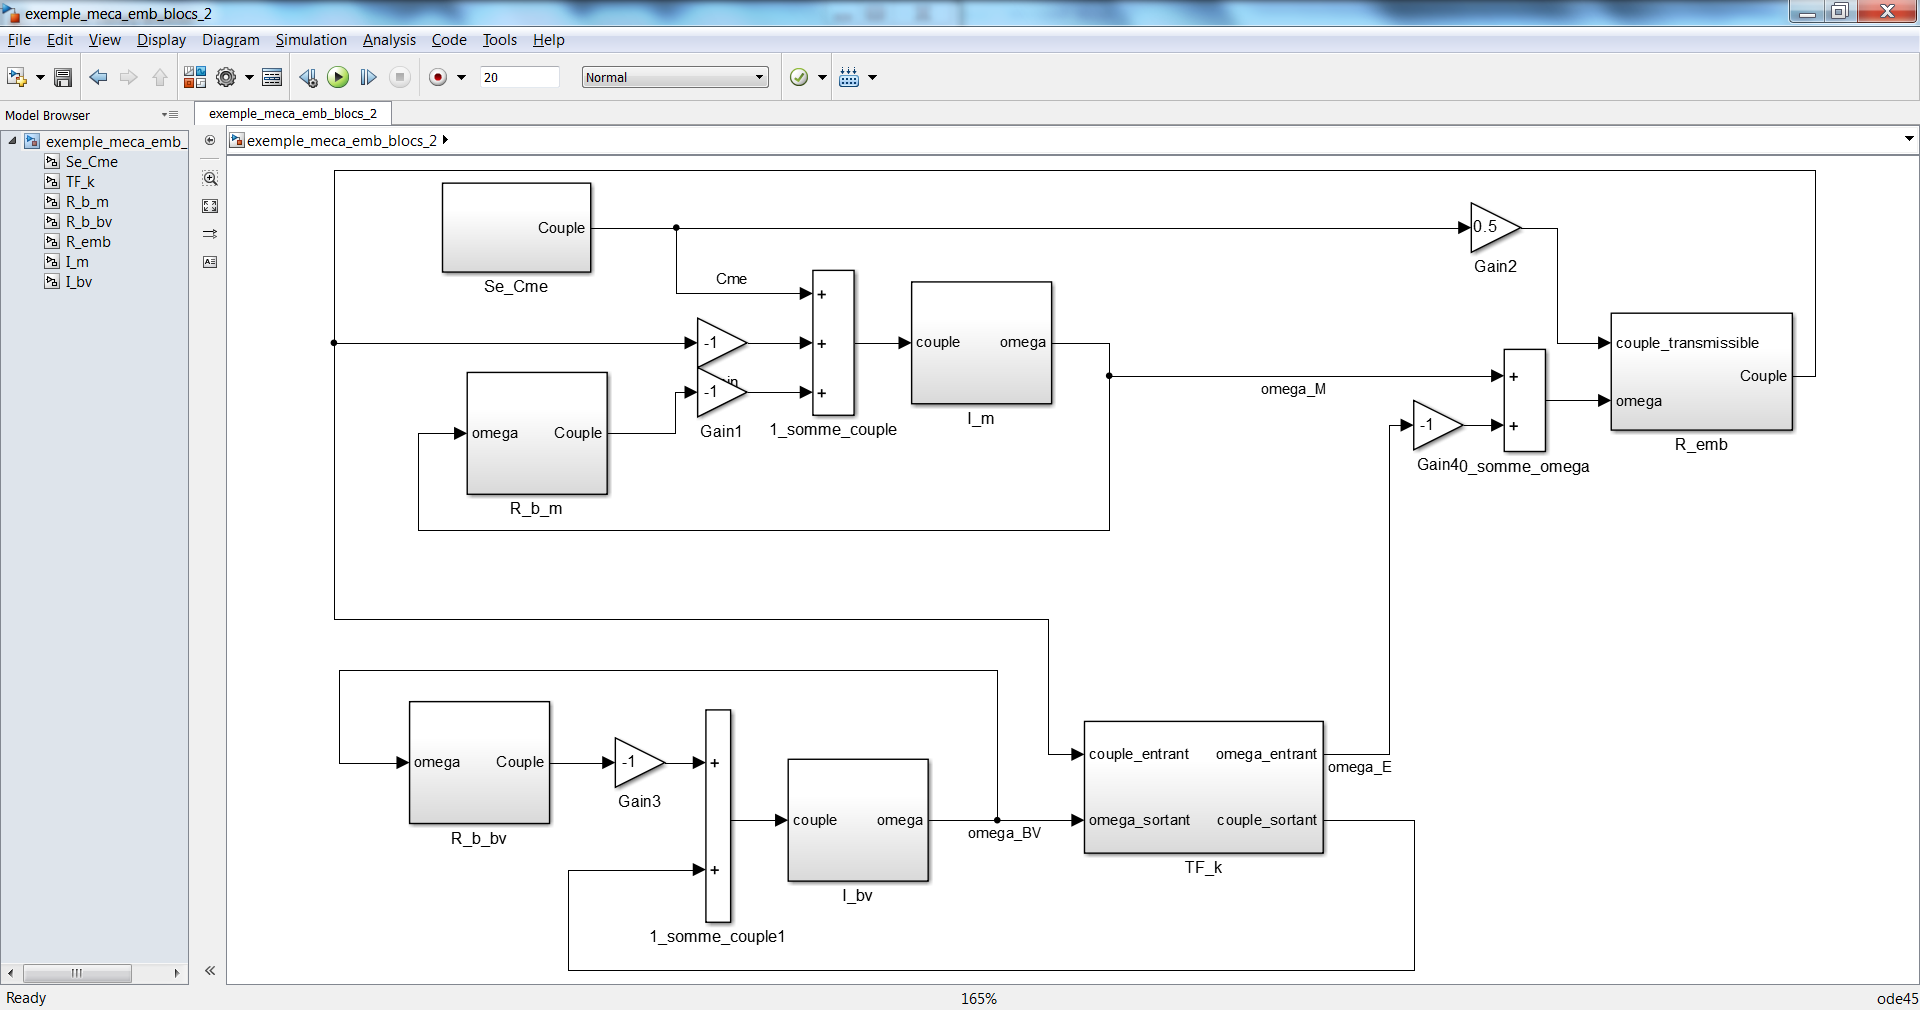 exemple_meca_emb_blocs_2
File Edit View Display Diagram Simulation Analysis Code Tools Help
20 Normal
Model Browser
exemple_meca_emb_blocs_2
exemple_meca_emb_
exemple_meca_emb_blocs_2
Se_Cme
TF_k
R_b_m
R_b_bv
R_emb
I_m
I_bv
Couple
Se_Cme
0.5
Gain2
Cme
+
-1
+
in
-1
+
Gain1
1_somme_couple
couple omega
I_m
omega Couple
R_b_m
omega_M
+
-1
+
Gain4
0_somme_omega
couple_transmissible
Couple
omega
R_emb
omega Couple
R_b_bv
-1
Gain3
+
+
1_somme_couple1
couple omega
I_bv
omega_BV
couple_entrant omega_entrant
omega_sortant couple_sortant
TF_k
omega_E
Ready 165% ode45